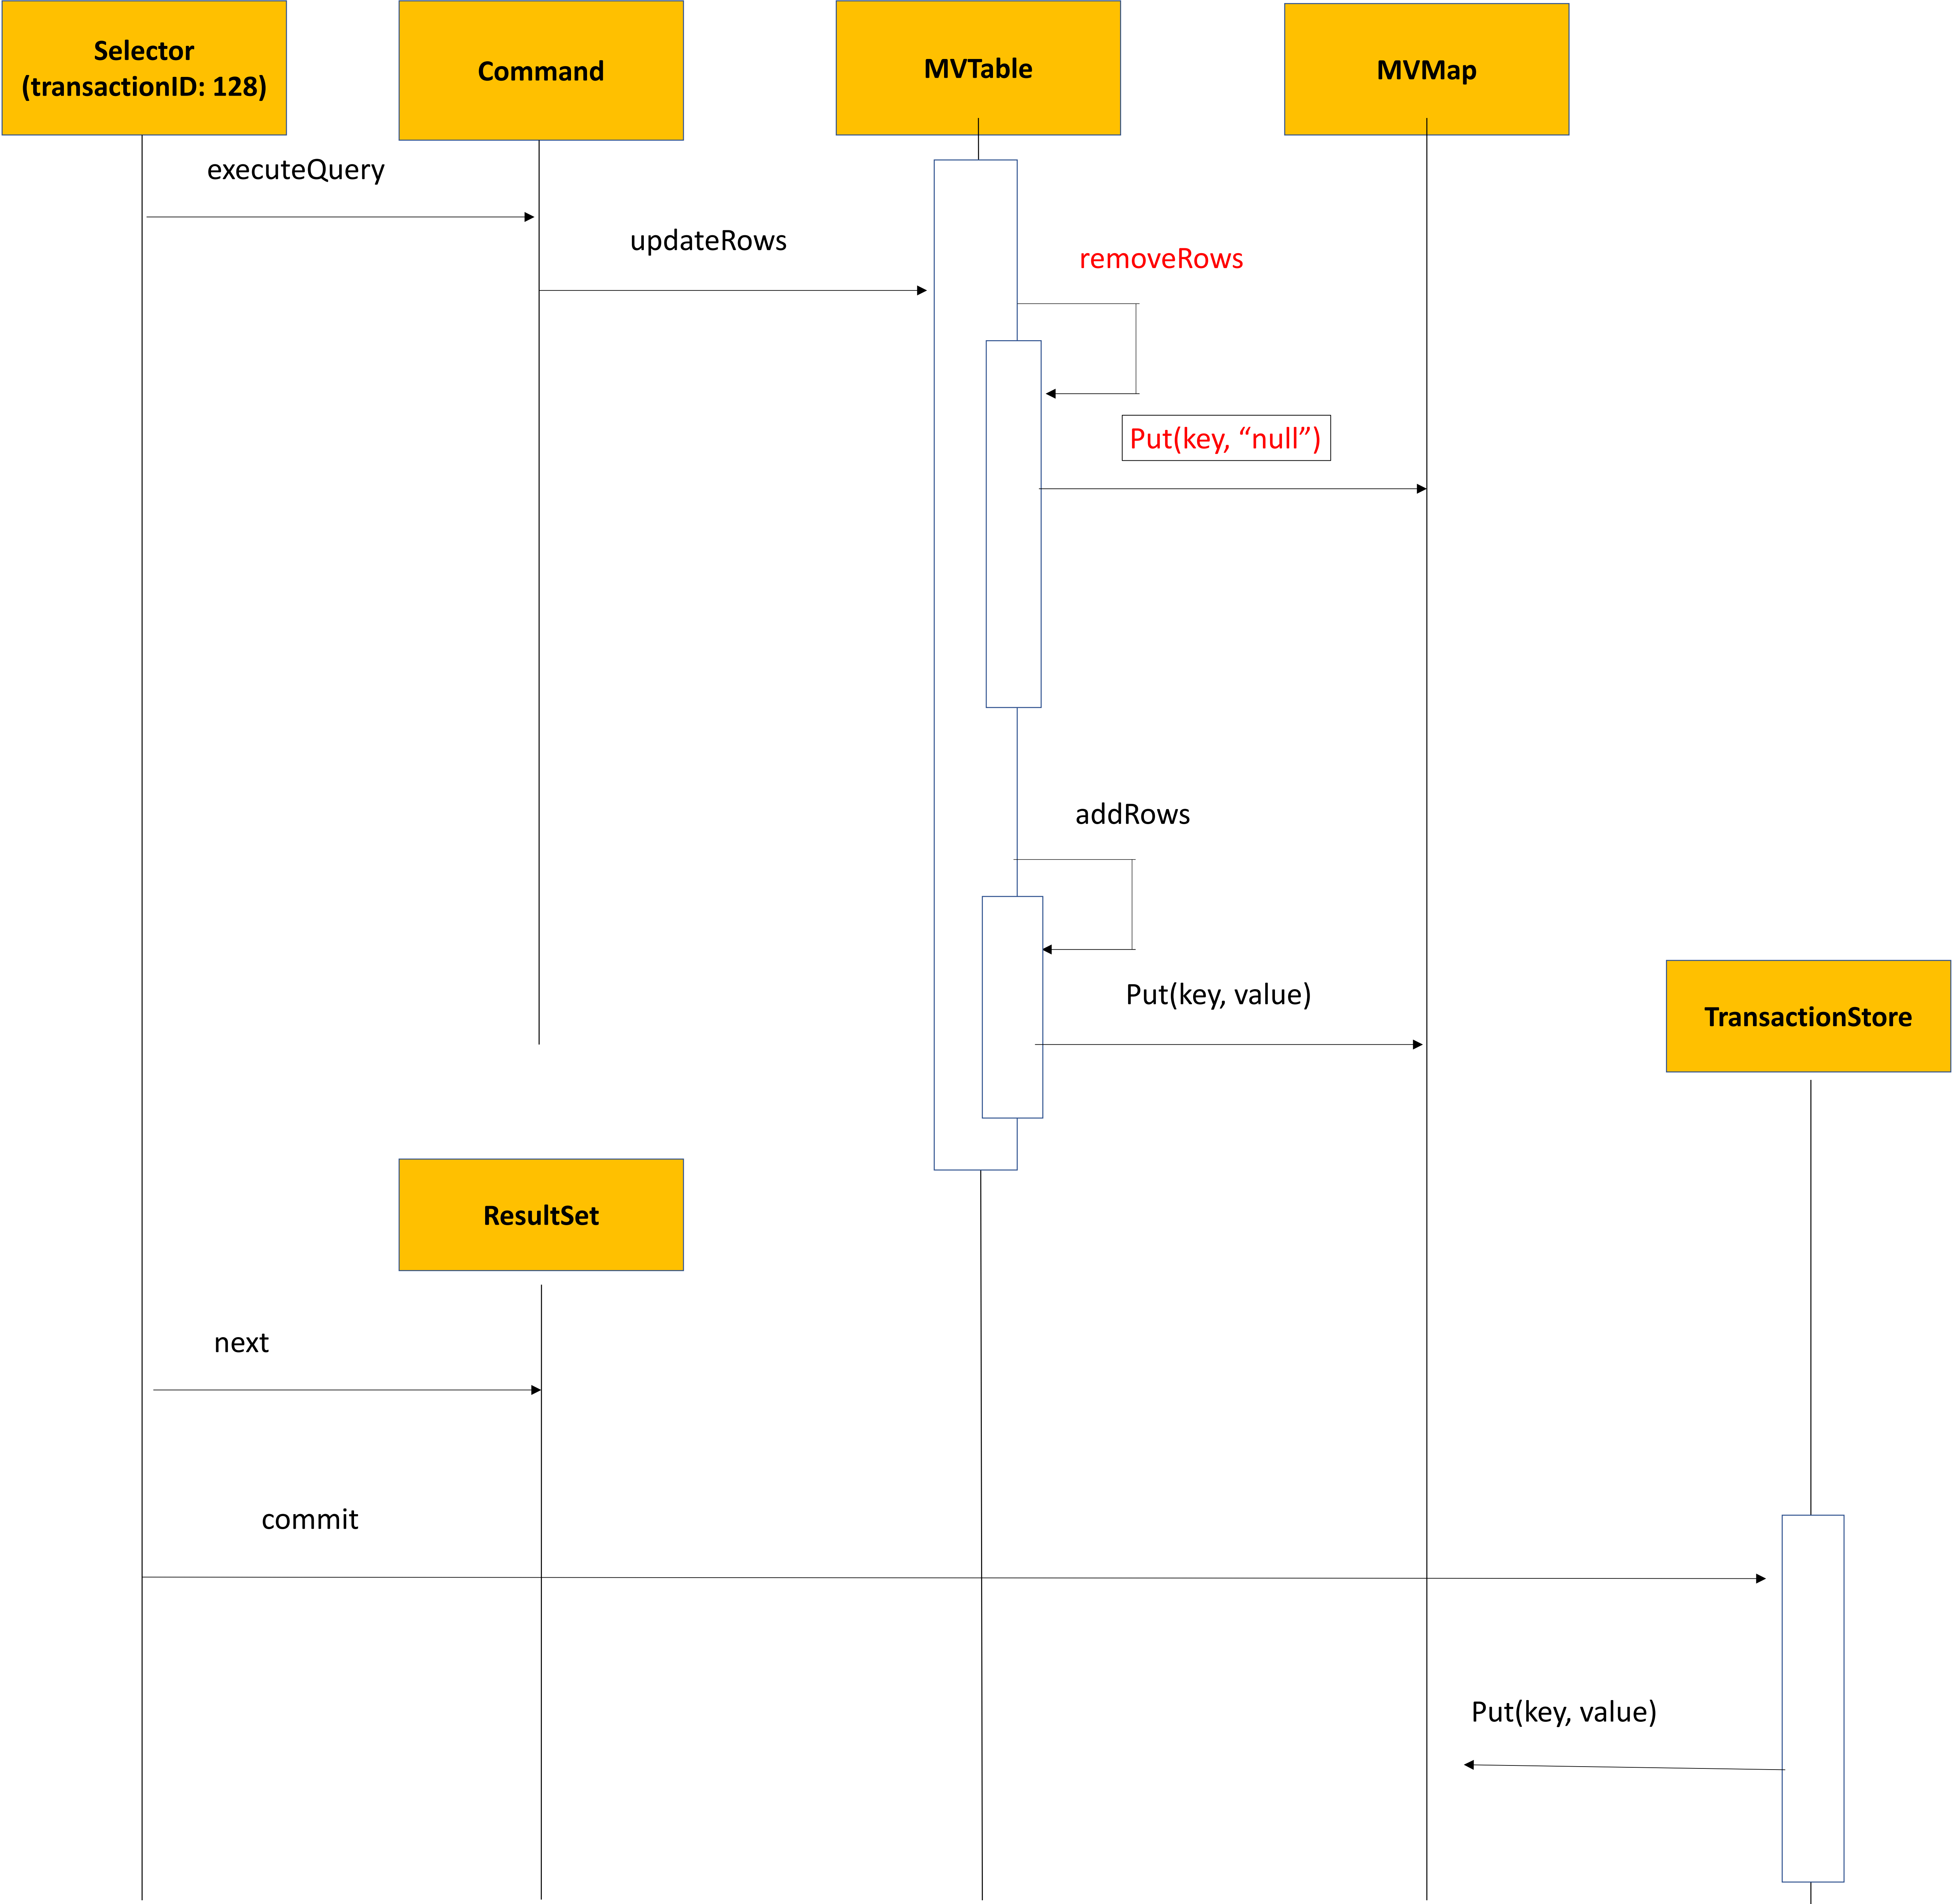 Selector
(transactionID: 128)
Command
MVTable
MVMap
executeQuery
updateRows
removeRows
Put(key, “null”)
addRows
Put(key, value)
TransactionStore
ResultSet
next
commit
Put(key, value)